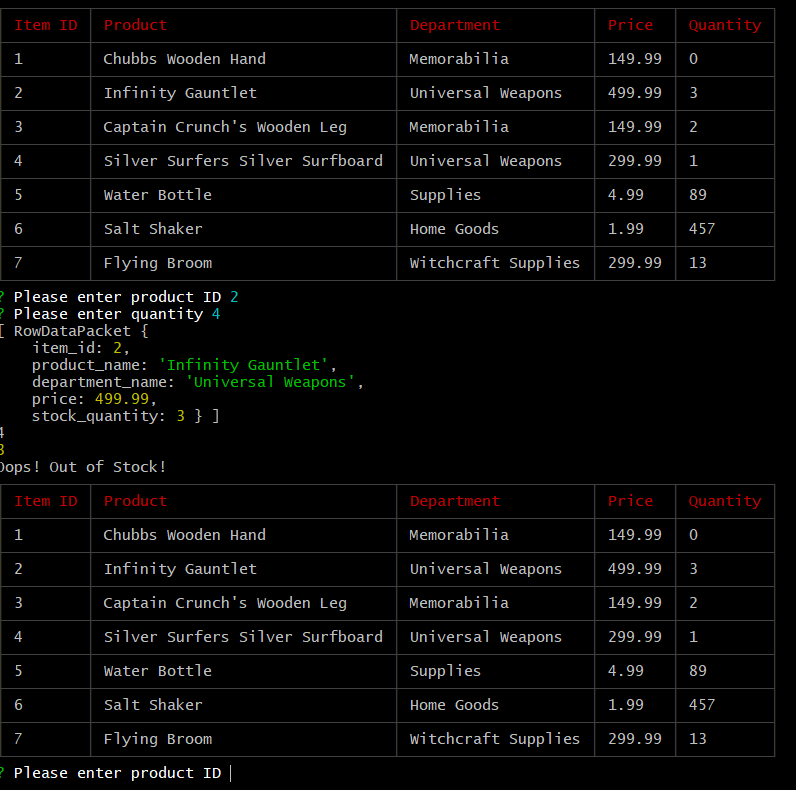 Item ID Product Department Price Quantity
1 Chubbs Wooden Hand Memorabilia 149.99 0
2 Infinity Gauntlet Universal Weapons 499.99 3
3 Captain Crunch's Wooden Leg Memorabilia 149.99 2
4 Silver Surfers Silver Surfboard Universal Weapons 299.99 1
5 Water Bottle Supplies 4.99 89
6 Salt Shaker Home Goods 1.99 457
7 Flying Broom Witchcraft Supplies 299.99 13
? Please enter product ID 2
? Please enter quantity 4
[ RowDataPacket {
item_id: 2,
product_name: 'Infinity Gauntlet',
department_name: 'Universal Weapons',
price: 499.99,
stock_quantity: 3 } ]
4
3
Oops! Out of Stock!
Item ID Product Department Price Quantity
1 Chubbs Wooden Hand Memorabilia 149.99 0
2 Infinity Gauntlet Universal Weapons 499.99 3
3 Captain Crunch's Wooden Leg Memorabilia 149.99 2
4 Silver Surfers Silver Surfboard Universal Weapons 299.99 1
5 Water Bottle Supplies 4.99 89
6 Salt Shaker Home Goods 1.99 457
7 Flying Broom Witchcraft Supplies 299.99 13
? Please enter product ID